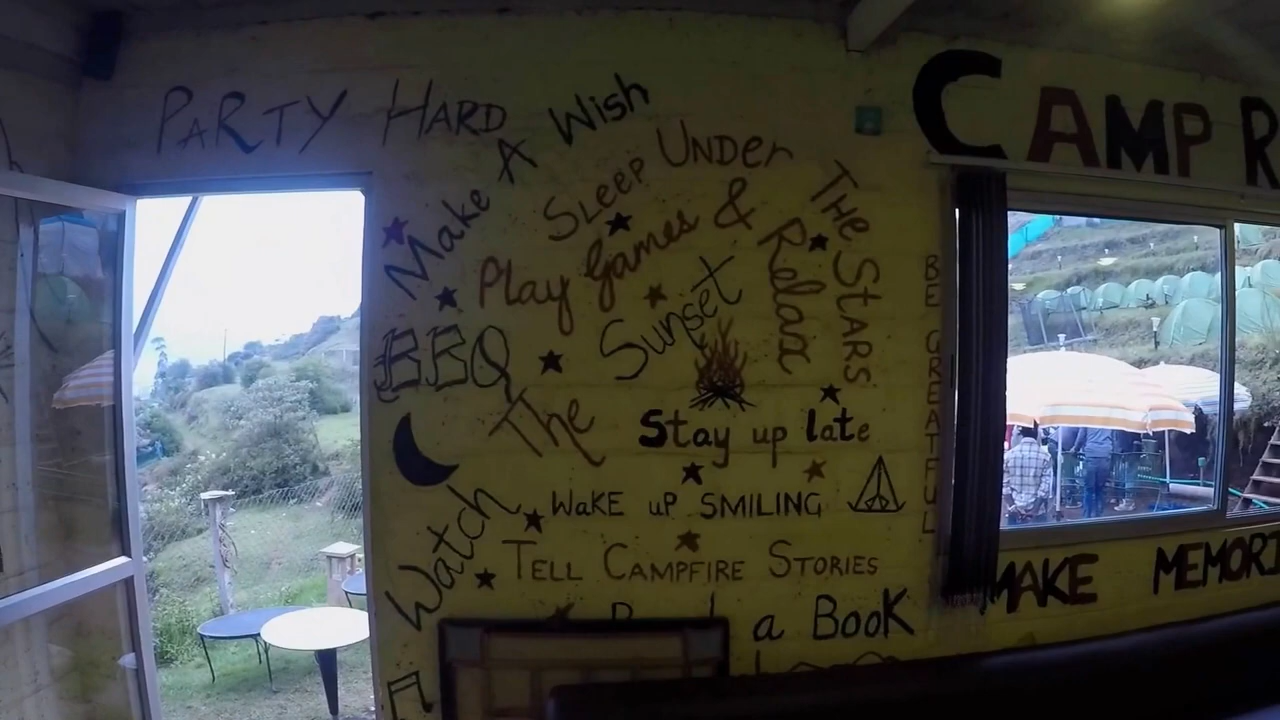 PARTY HARD
CAMP R
Make A Wish
Sleep Under The Stars
Play Games & Relax
BBQ
Watch The Sunset
Stay up late
Wake up SMILING
Tell Campfire Stories
a BooK
BE GREATFUL
MAKE MEMORI